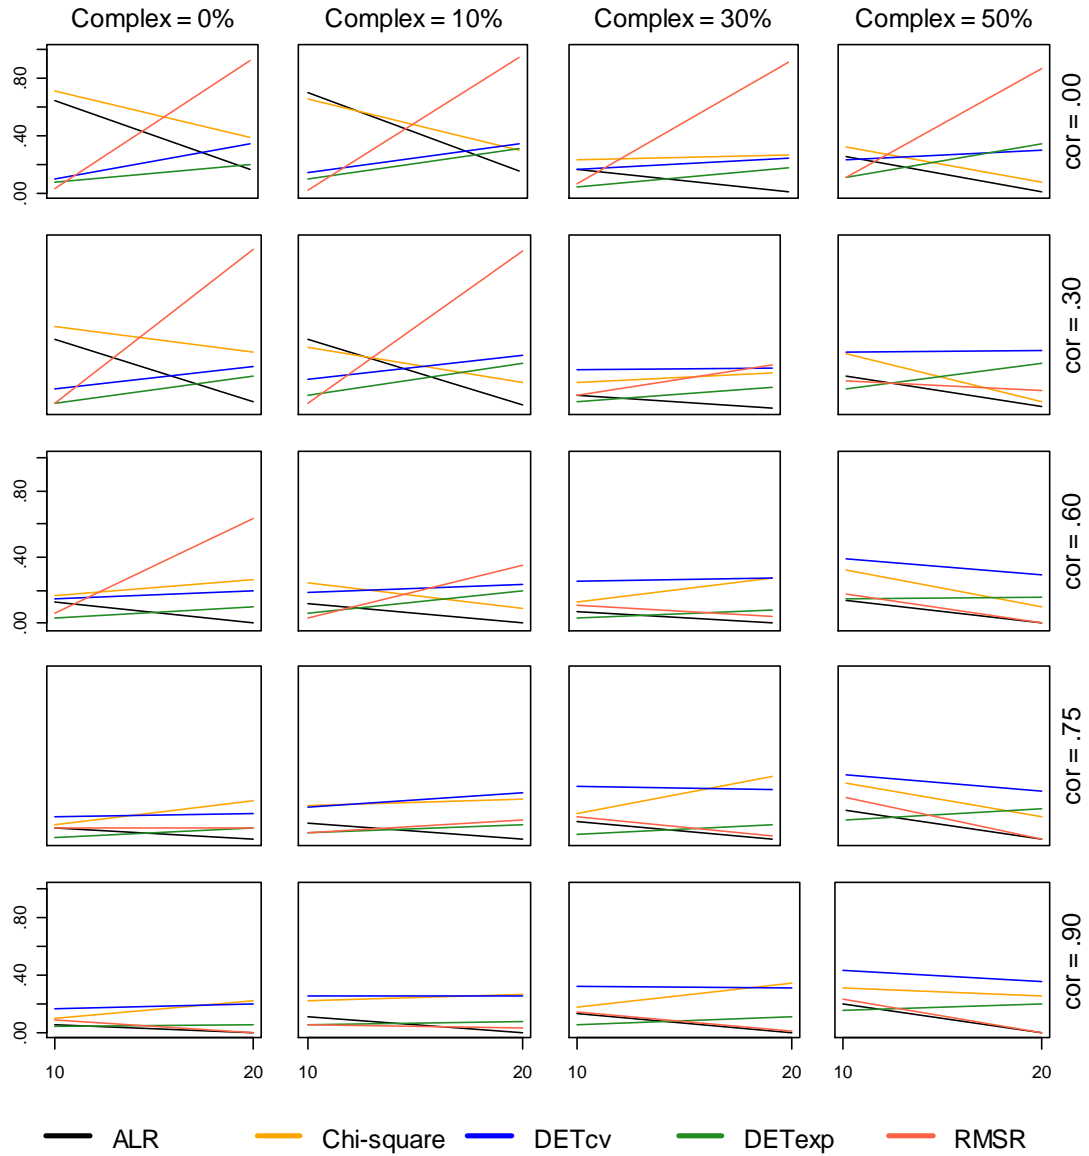 Complex = 0% Complex = 10% Complex = 30% Complex = 50%
.80
.40
.00
cor = .00
cor = .30
.80
.40
.00
cor = .60
cor = .75
.80
.40
.00
cor = .90
10 20 10 20 10 20 10 20
ALR Chi-square DETcv DETexp RMSR